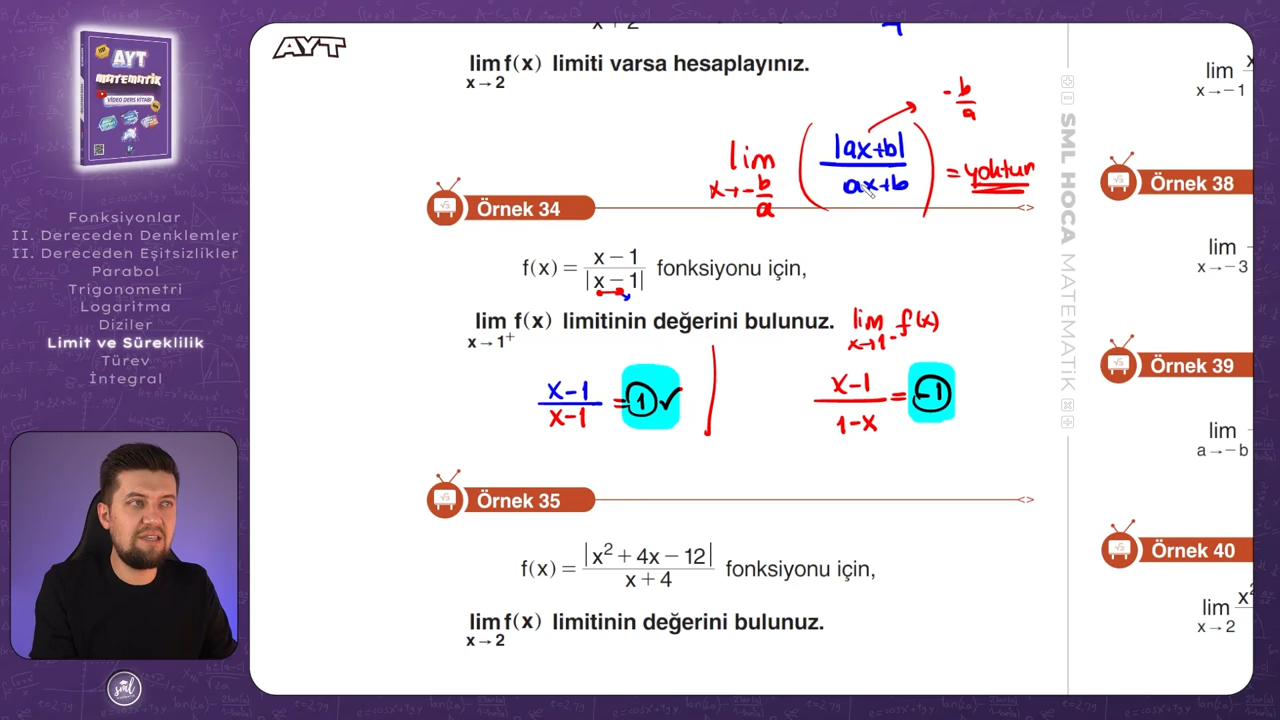 AYT
MATEMATİK
VİDEO DERS KİTABI
Fonksiyonlar
II. Dereceden Denklemler
II. Dereceden Eşitsizlikler
Parabol
Trigonometri
Logaritma
Diziler
Limit ve Süreklilik
Türev
İntegral
sml
AYT
x + 2
lim f(x) limiti varsa hesaplayınız.
x → 2
lim
x → -b/a
( |ax+b| / ax+b ) = yoktur
-b/a
Örnek 34
f(x) = x − 1 / |x − 1| fonksiyonu için,
lim f(x) limitinin değerini bulunuz.
x → 1⁺
lim f(x)
x→1⁻
x-1 / x-1 = 1 ✓
x-1 / 1-x = -1
Örnek 35
f(x) = |x² + 4x − 12| / x + 4 fonksiyonu için,
lim f(x) limitinin değerini bulunuz.
x → 2
SML HOCA MATEMATİK
lim
x → −1
Örnek 38
lim
x → −3
Örnek 39
lim
a → −b
Örnek 40
lim x²
x → 2